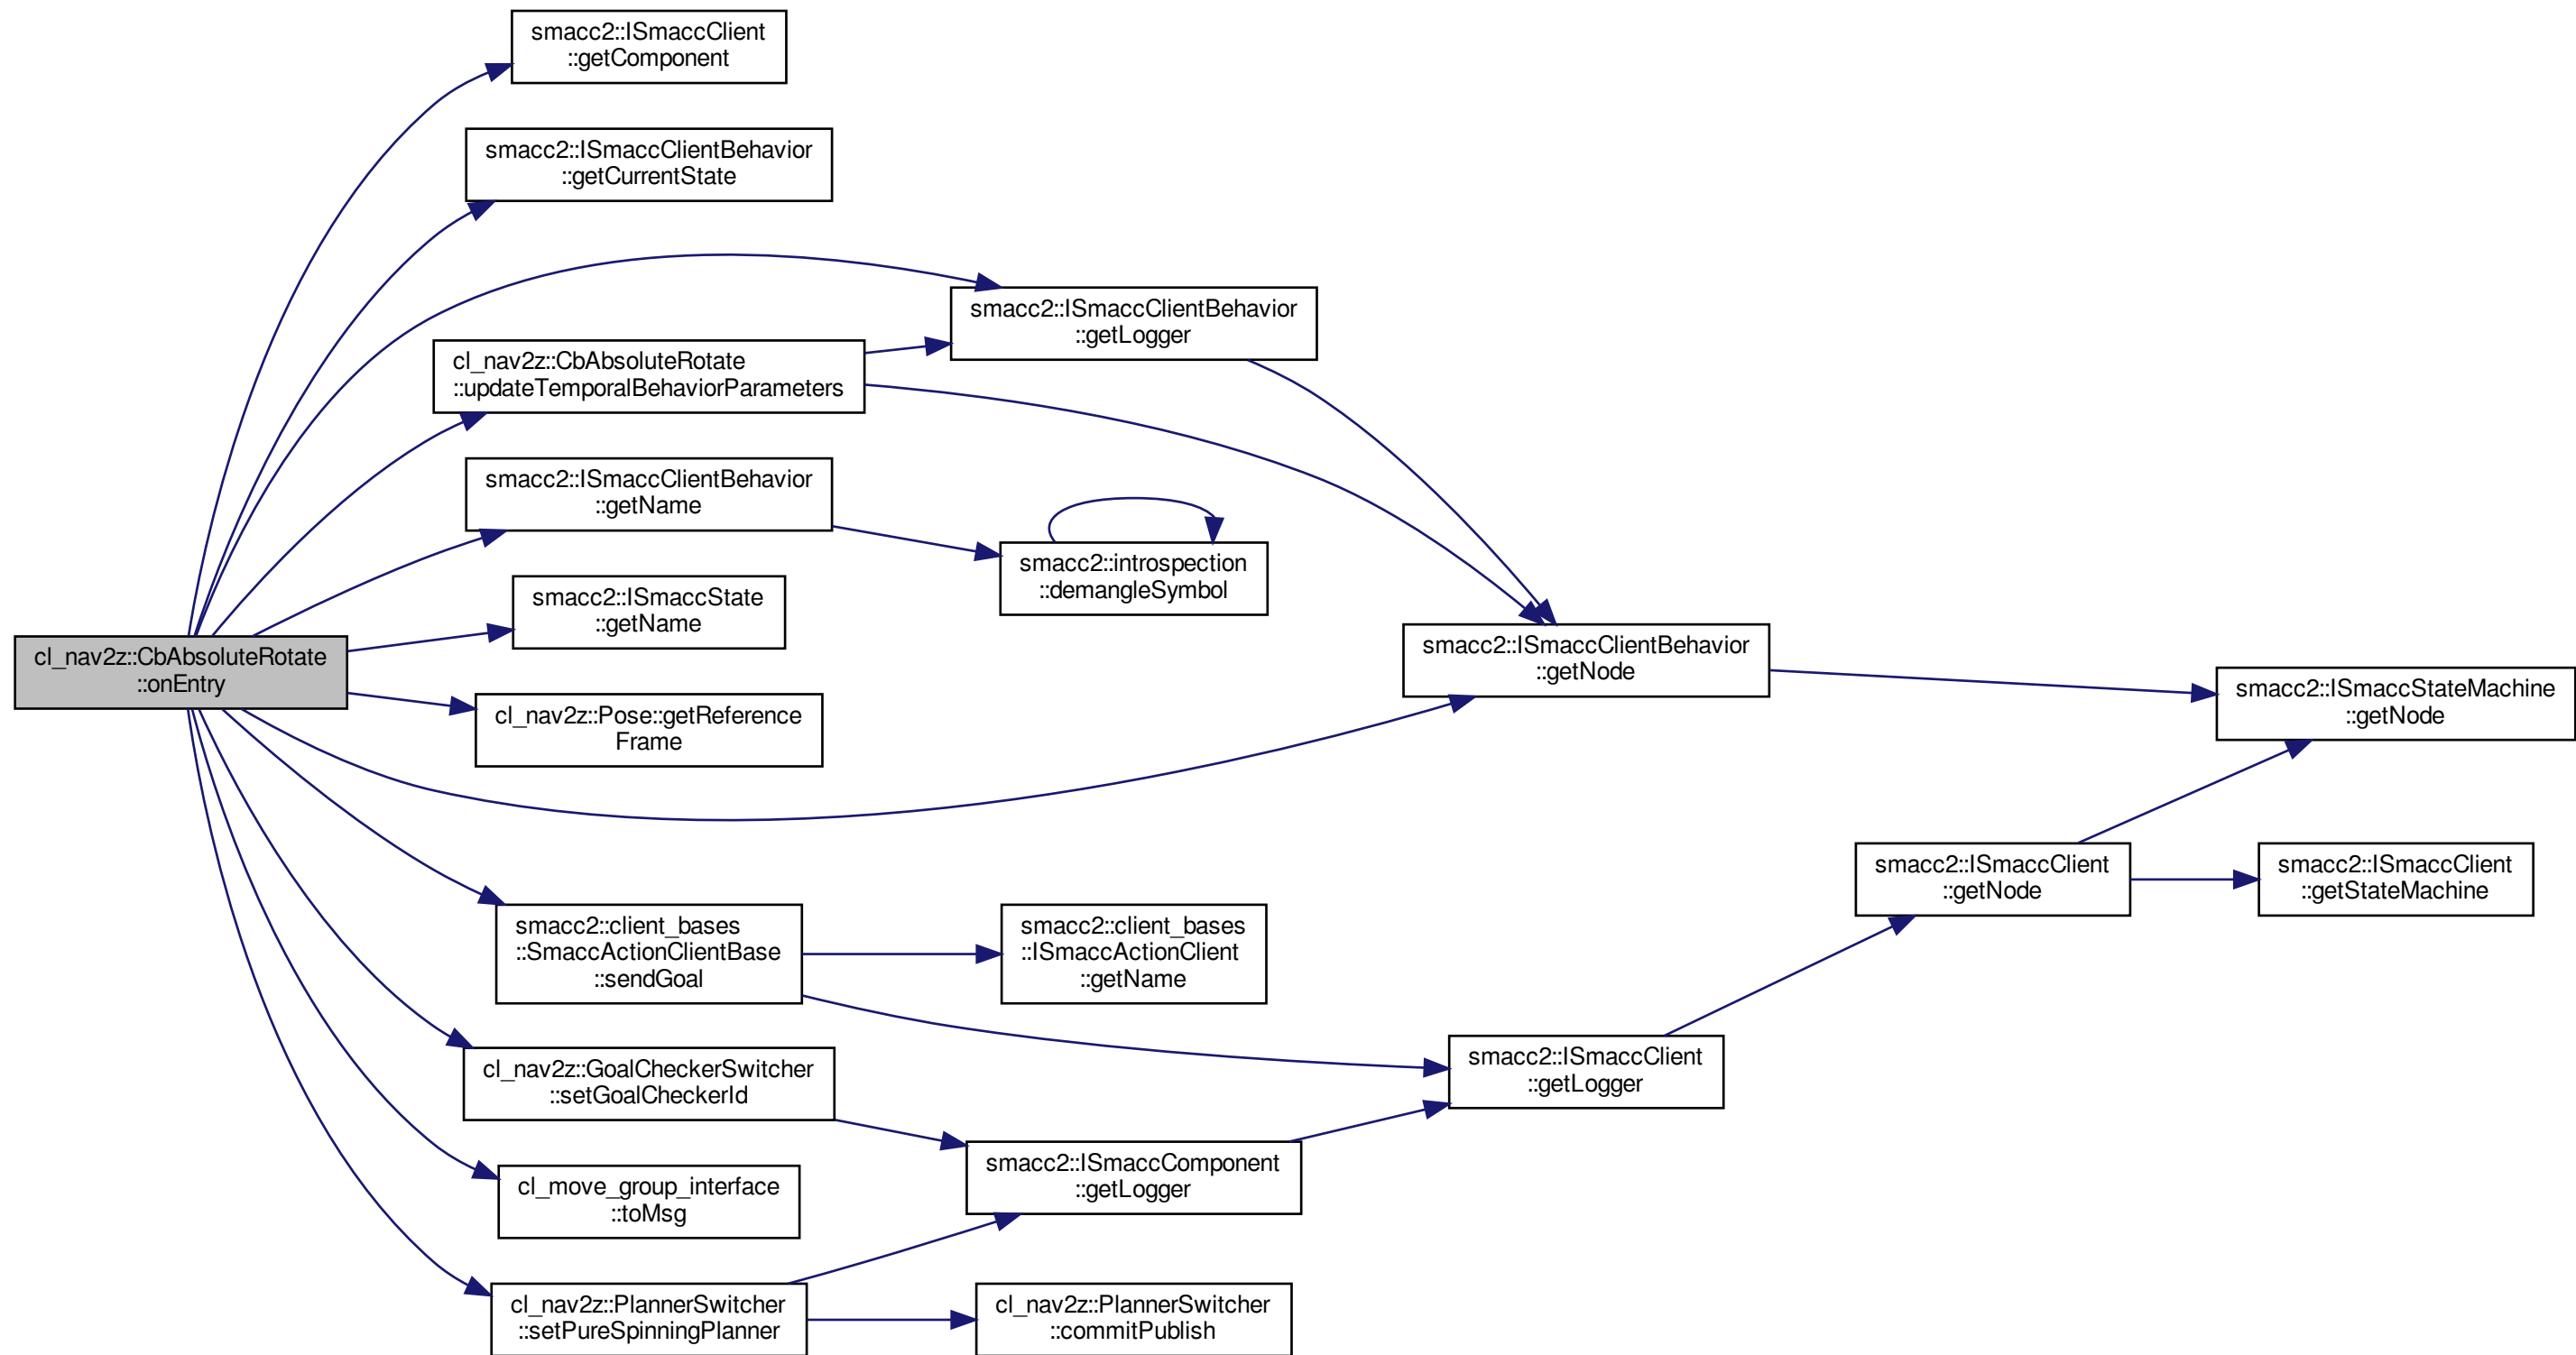 smacc2::ISmaccClient
::getComponent
smacc2::ISmaccClientBehavior
::getCurrentState
smacc2::ISmaccClientBehavior
::getLogger
cl_nav2z::CbAbsoluteRotate
::updateTemporalBehaviorParameters
smacc2::ISmaccClientBehavior
::getName
smacc2::introspection
::demangleSymbol
smacc2::ISmaccState
::getName
cl_nav2z::CbAbsoluteRotate
::onEntry
smacc2::ISmaccClientBehavior
::getNode
smacc2::ISmaccStateMachine
::getNode
cl_nav2z::Pose::getReference
Frame
smacc2::ISmaccClient
::getNode
smacc2::ISmaccClient
::getStateMachine
smacc2::client_bases
::SmaccActionClientBase
::sendGoal
smacc2::client_bases
::ISmaccActionClient
::getName
smacc2::ISmaccClient
::getLogger
cl_nav2z::GoalCheckerSwitcher
::setGoalCheckerId
smacc2::ISmaccComponent
::getLogger
cl_move_group_interface
::toMsg
cl_nav2z::PlannerSwitcher
::setPureSpinningPlanner
cl_nav2z::PlannerSwitcher
::commitPublish